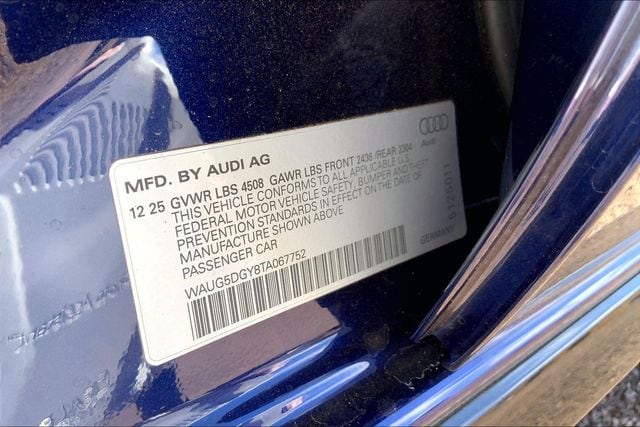 Audi
MFD. BY AUDI AG
12 25 GVWR LBS 4508 GAWR LBS FRONT 2436 /REAR 2304
THIS VEHICLE CONFORMS TO ALL APPLICABLE U.S.
FEDERAL MOTOR VEHICLE SAFETY, BUMPER AND THEFT
PREVENTION STANDARDS IN EFFECT ON THE DATE OF
MANUFACTURE SHOWN ABOVE
PASSENGER CAR
WAUG5DGY8TA067752
GERMANY
6126011